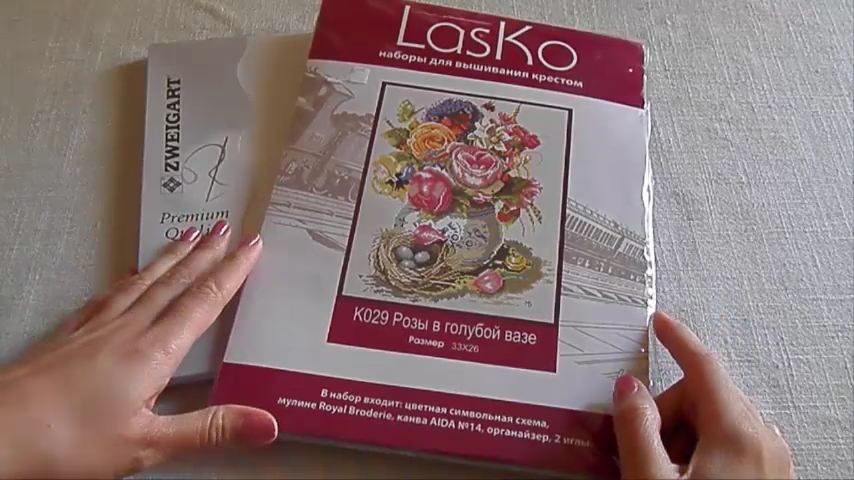 LasKo
наборы для вышивания крестом
ZWEIGART
Premium
K029 Розы в голубой вазе
Размер 33X26
В набор входит: цветная символьная схема,
мулине Royal Broderie, канва AIDA №14, органайзер, 2 иглы